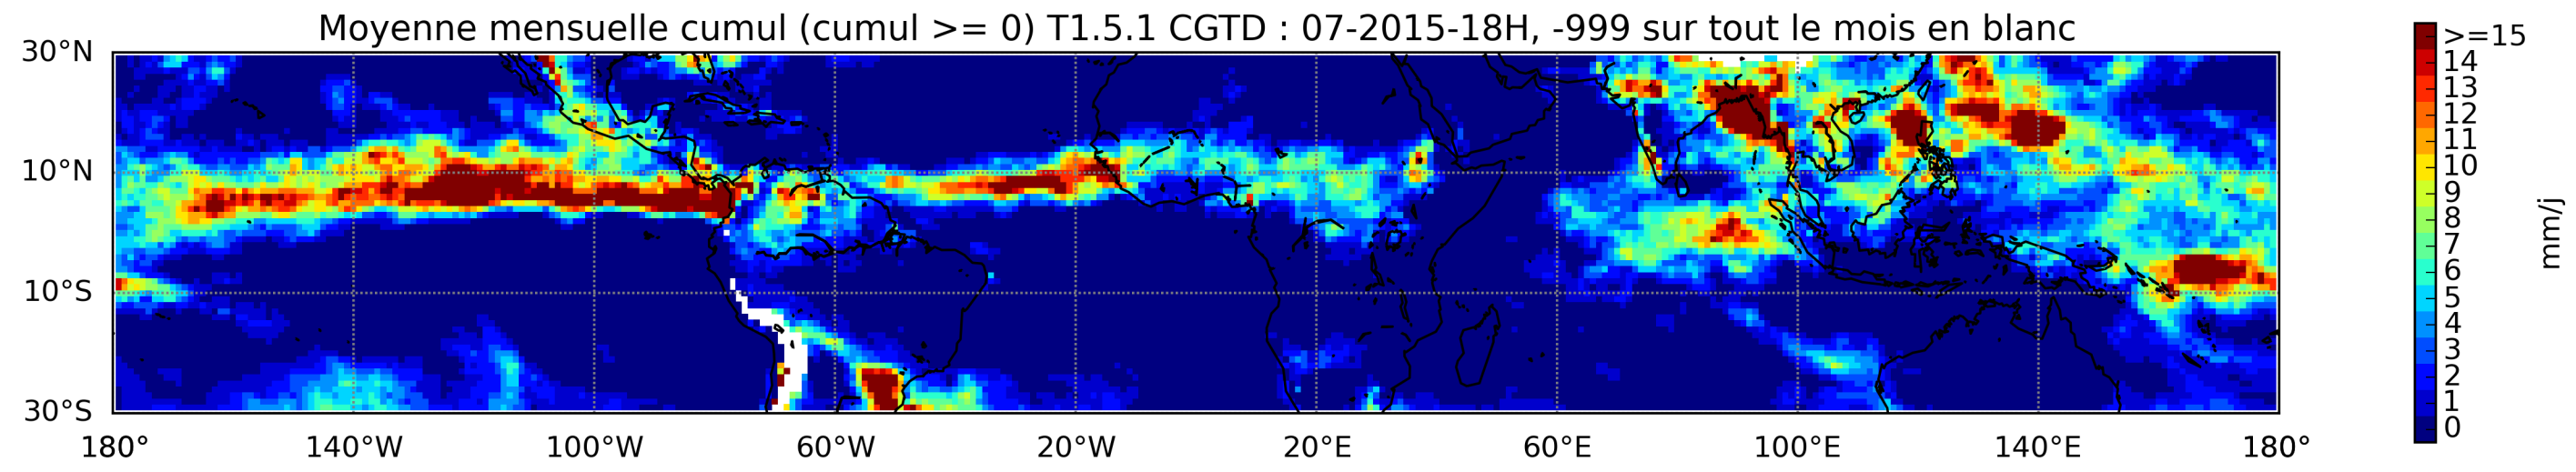 Moyenne mensuelle cumul (cumul >= 0) T1.5.1 CGTD : 07-2015-18H, -999 sur tout le mois en blanc
30°N
10°N
10°S
30°S
180° 140°W 100°W 60°W 20°W 20°E 60°E 100°E 140°E 180°
>=15
14
13
12
11
10
9
8
7
6
5
4
3
2
1
0
mm/j